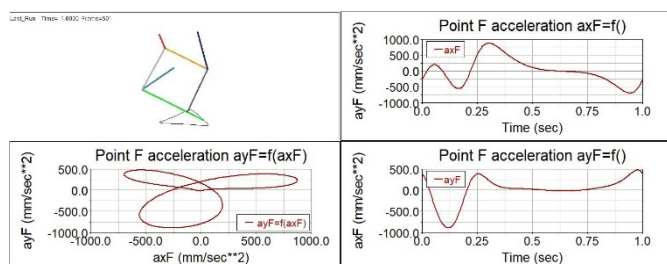 Last_Run Time= 1.0000 Frame=501
Point F acceleration axF=f()
ayF (mm/sec**2)
1000.0
500.0
0.0
-500.0
-1000.0
axF
0.0 0.25 0.5 0.75 1.0
Time (sec)
Point F acceleration ayF=f(axF)
ayF (mm/sec**2)
500.0
0.0
-500.0
-1000.0
ayF=f(axF)
-1000.0 -500.0 0.0 500.0 1000.0
axF (mm/sec**2)
Point F acceleration ayF=f()
axF (mm/sec**2)
500.0
0.0
-500.0
-1000.0
ayF
0.0 0.25 0.5 0.75 1.0
Time (sec)